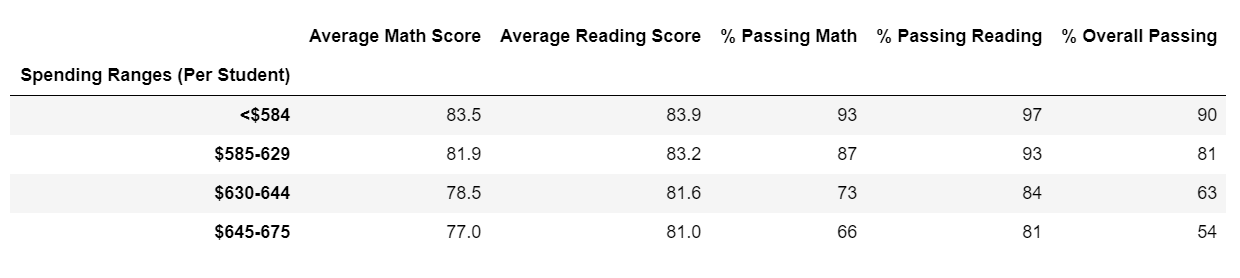 Average Math Score Average Reading Score % Passing Math % Passing Reading % Overall Passing
Spending Ranges (Per Student)
<$584 83.5 83.9 93 97 90
$585-629 81.9 83.2 87 93 81
$630-644 78.5 81.6 73 84 63
$645-675 77.0 81.0 66 81 54